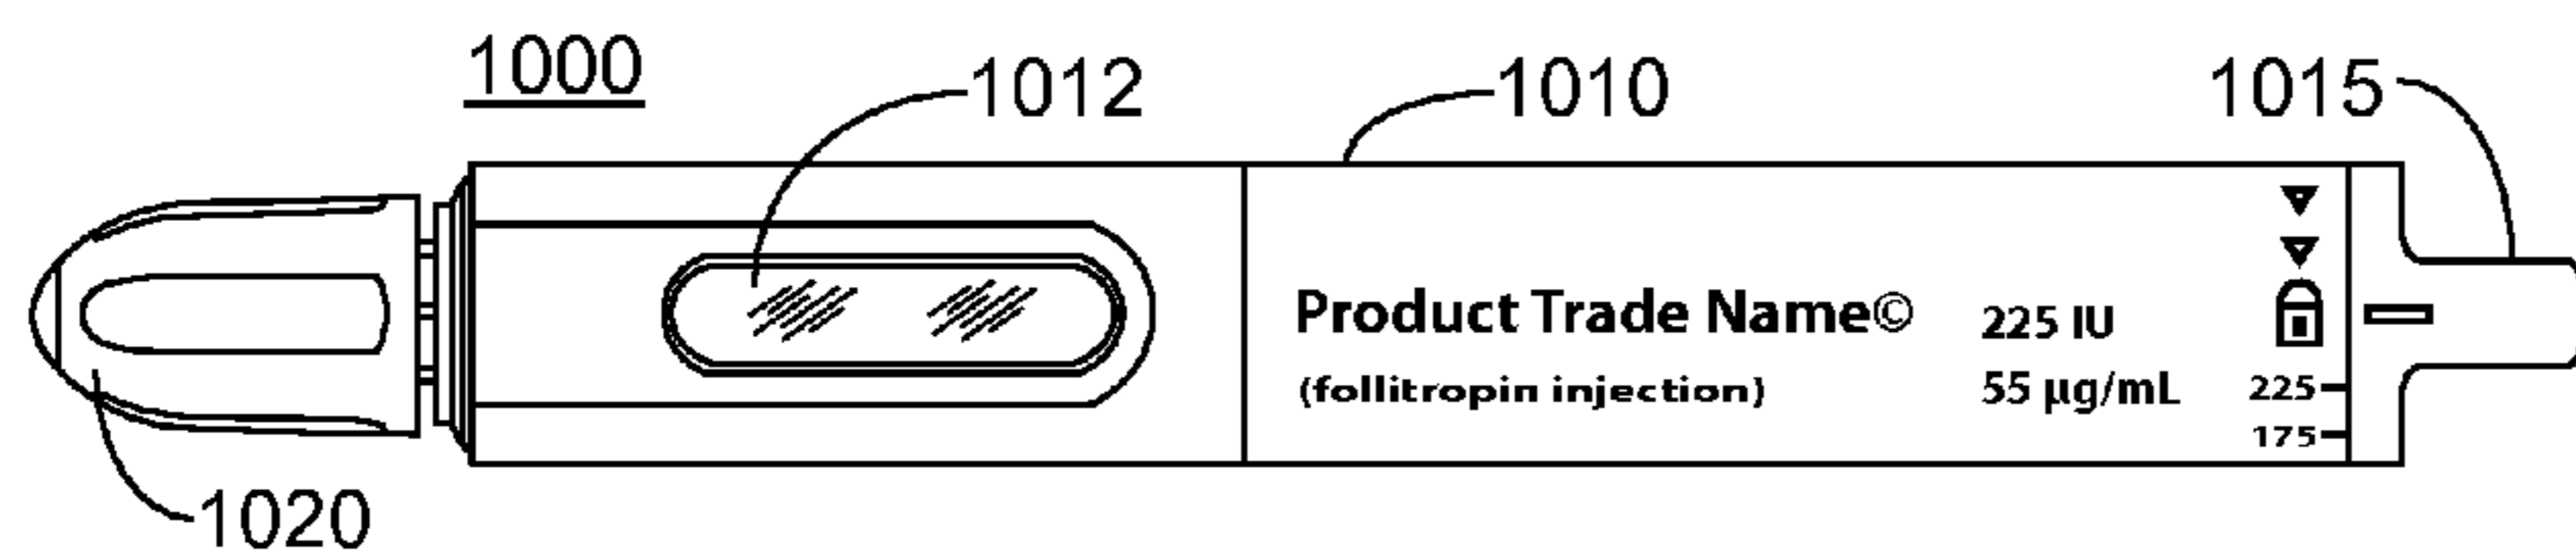 1000
1012
1010
1015
Product Trade Name©
225 IU
(follitropin injection)
55 µg/mL
225
175
1020